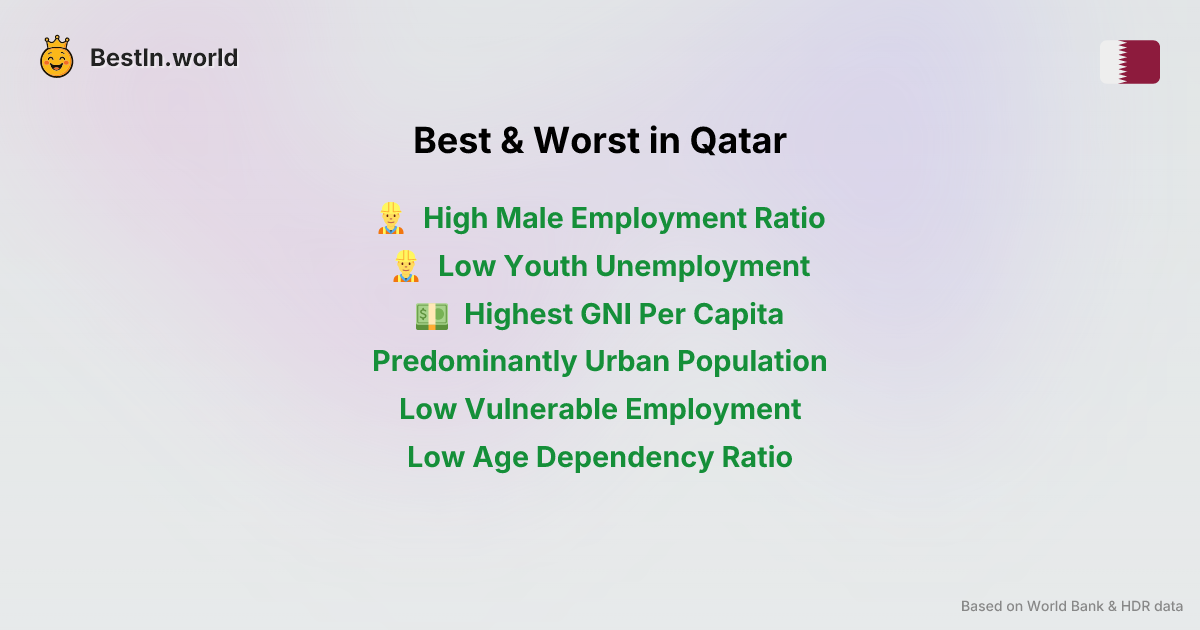 BestIn.world
Best & Worst in Qatar
High Male Employment Ratio
Low Youth Unemployment
Highest GNI Per Capita
Predominantly Urban Population
Low Vulnerable Employment
Low Age Dependency Ratio
Based on World Bank & HDR data